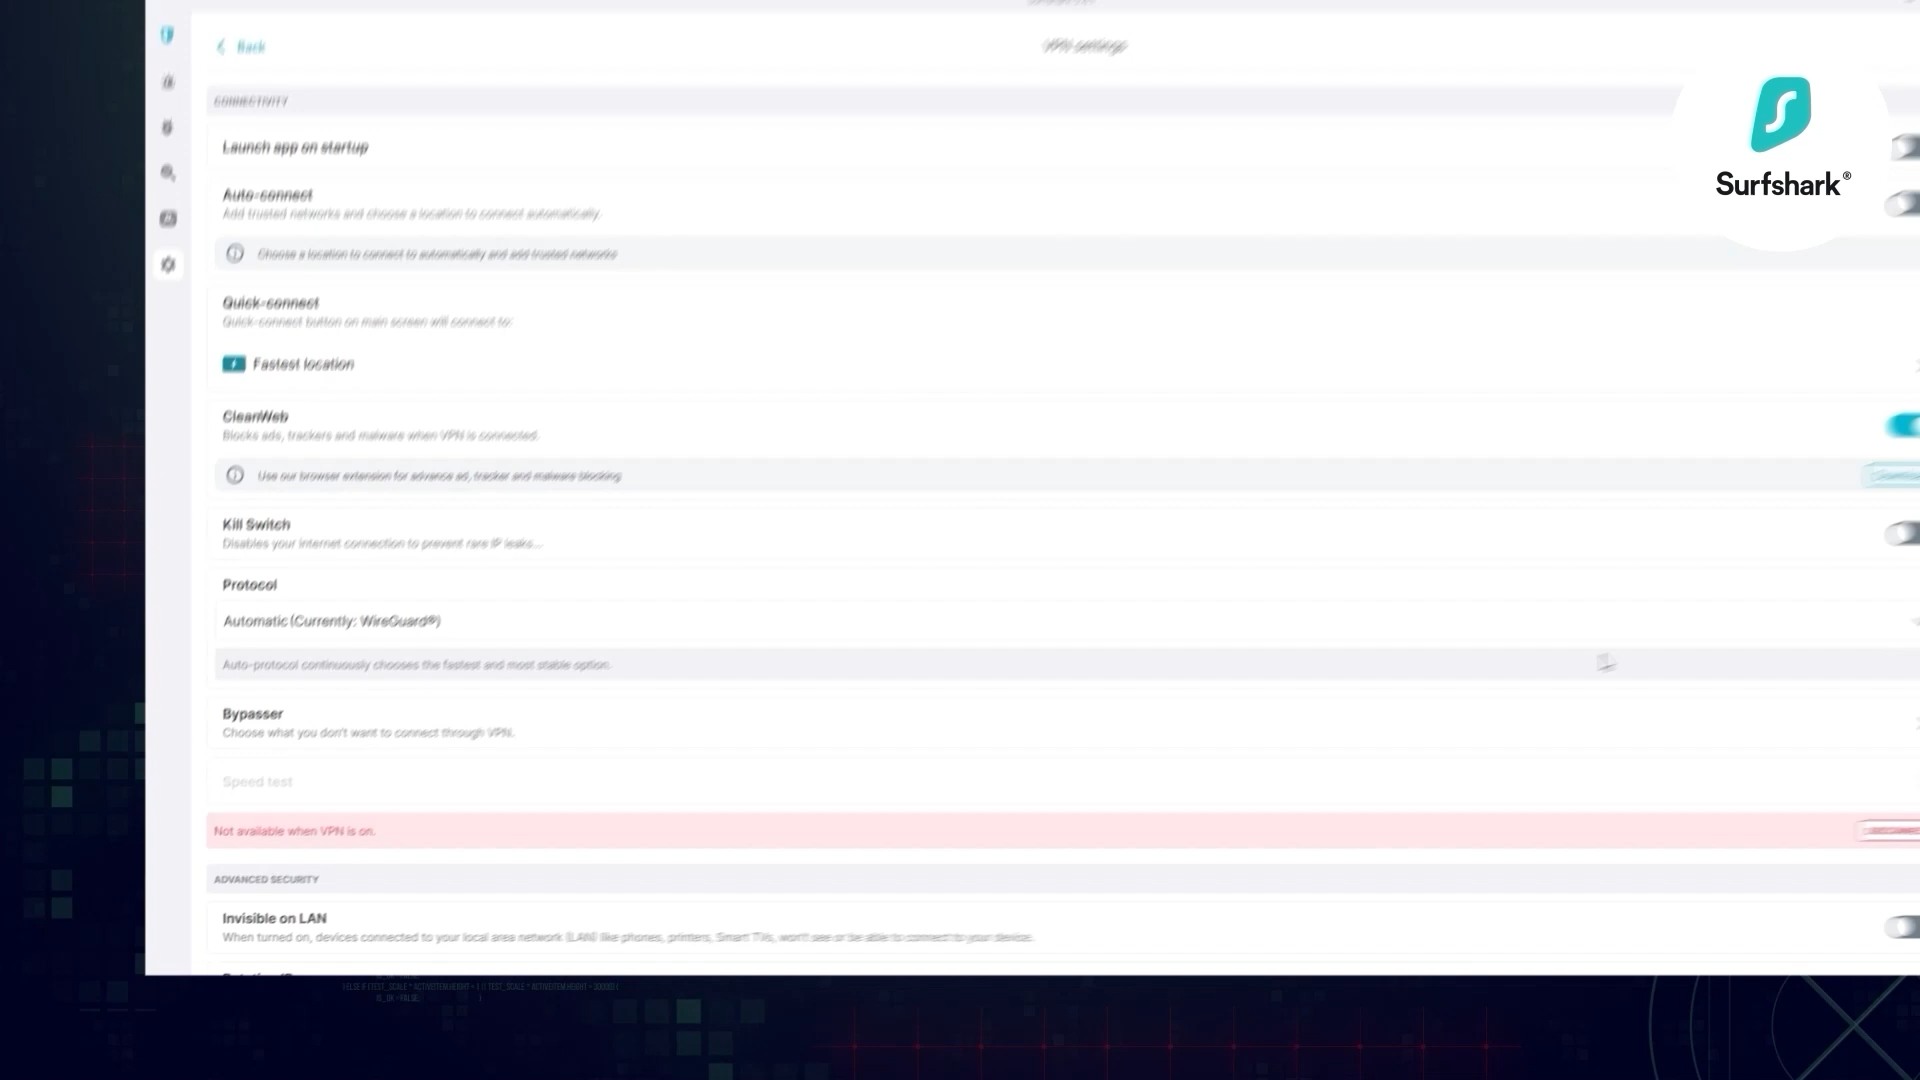 Back
VPN settings
CONNECTIVITY
Launch app on startup
Auto-connect
Add trusted networks and choose a location to connect automatically.
Choose a location to connect to automatically and add trusted networks
Quick-connect
Quick-connect button on main screen will connect to:
Fastest location
CleanWeb
Blocks ads, trackers and malware when VPN is connected.
Use our browser extension for advance ad, tracker and malware blocking
Kill Switch
Disables your internet connection to prevent rare IP leaks...
Protocol
Automatic (Currently: WireGuard®)
Auto-protocol continuously chooses the fastest and most stable option.
Bypasser
Choose what you don't want to connect through VPN.
Speed test
Not available when VPN is on.
ADVANCED SECURITY
Invisible on LAN
When turned on, devices connected to your local area network (LAN) like phones, printers, Smart TVs, won't see or be able to connect to your device.
Surfshark®